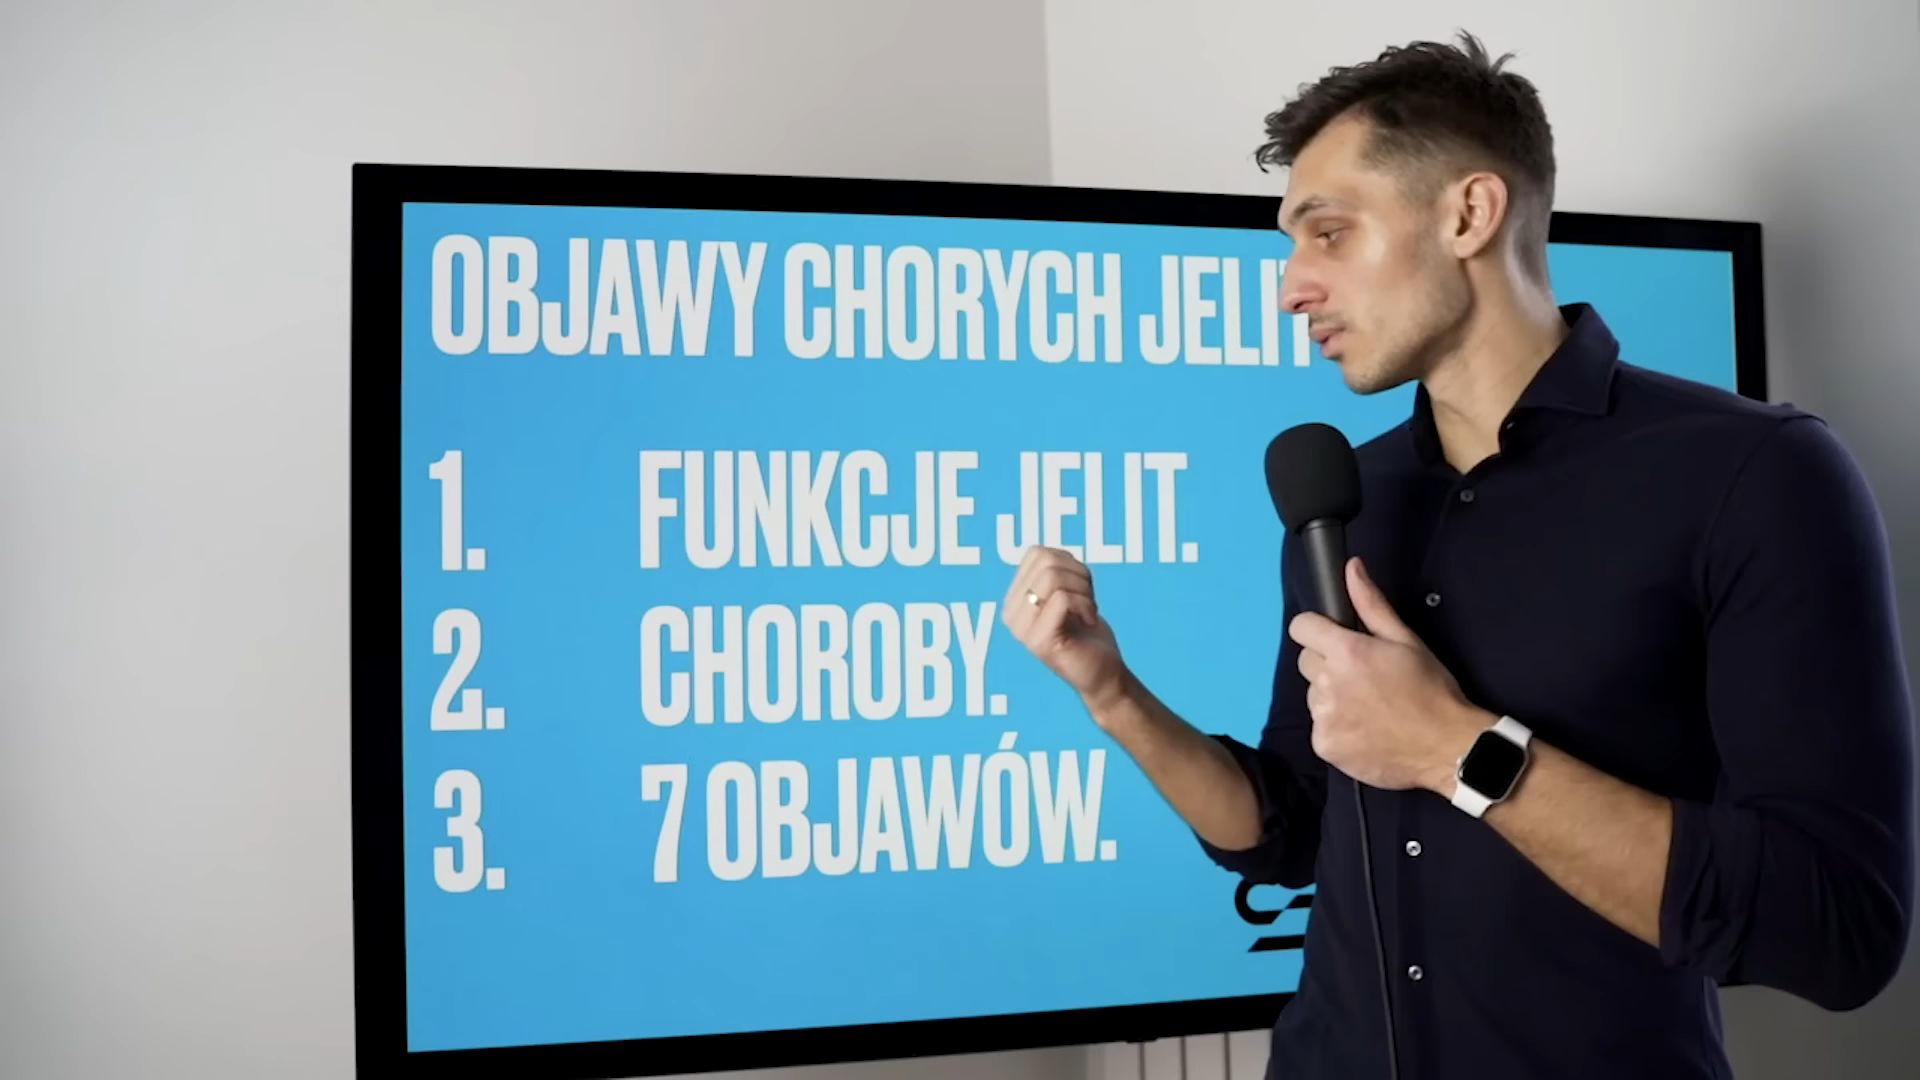 OBJAWY CHORYCH JELIT
1. FUNKCJE JELIT.
2. CHOROBY.
3. 7 OBJAWÓW.